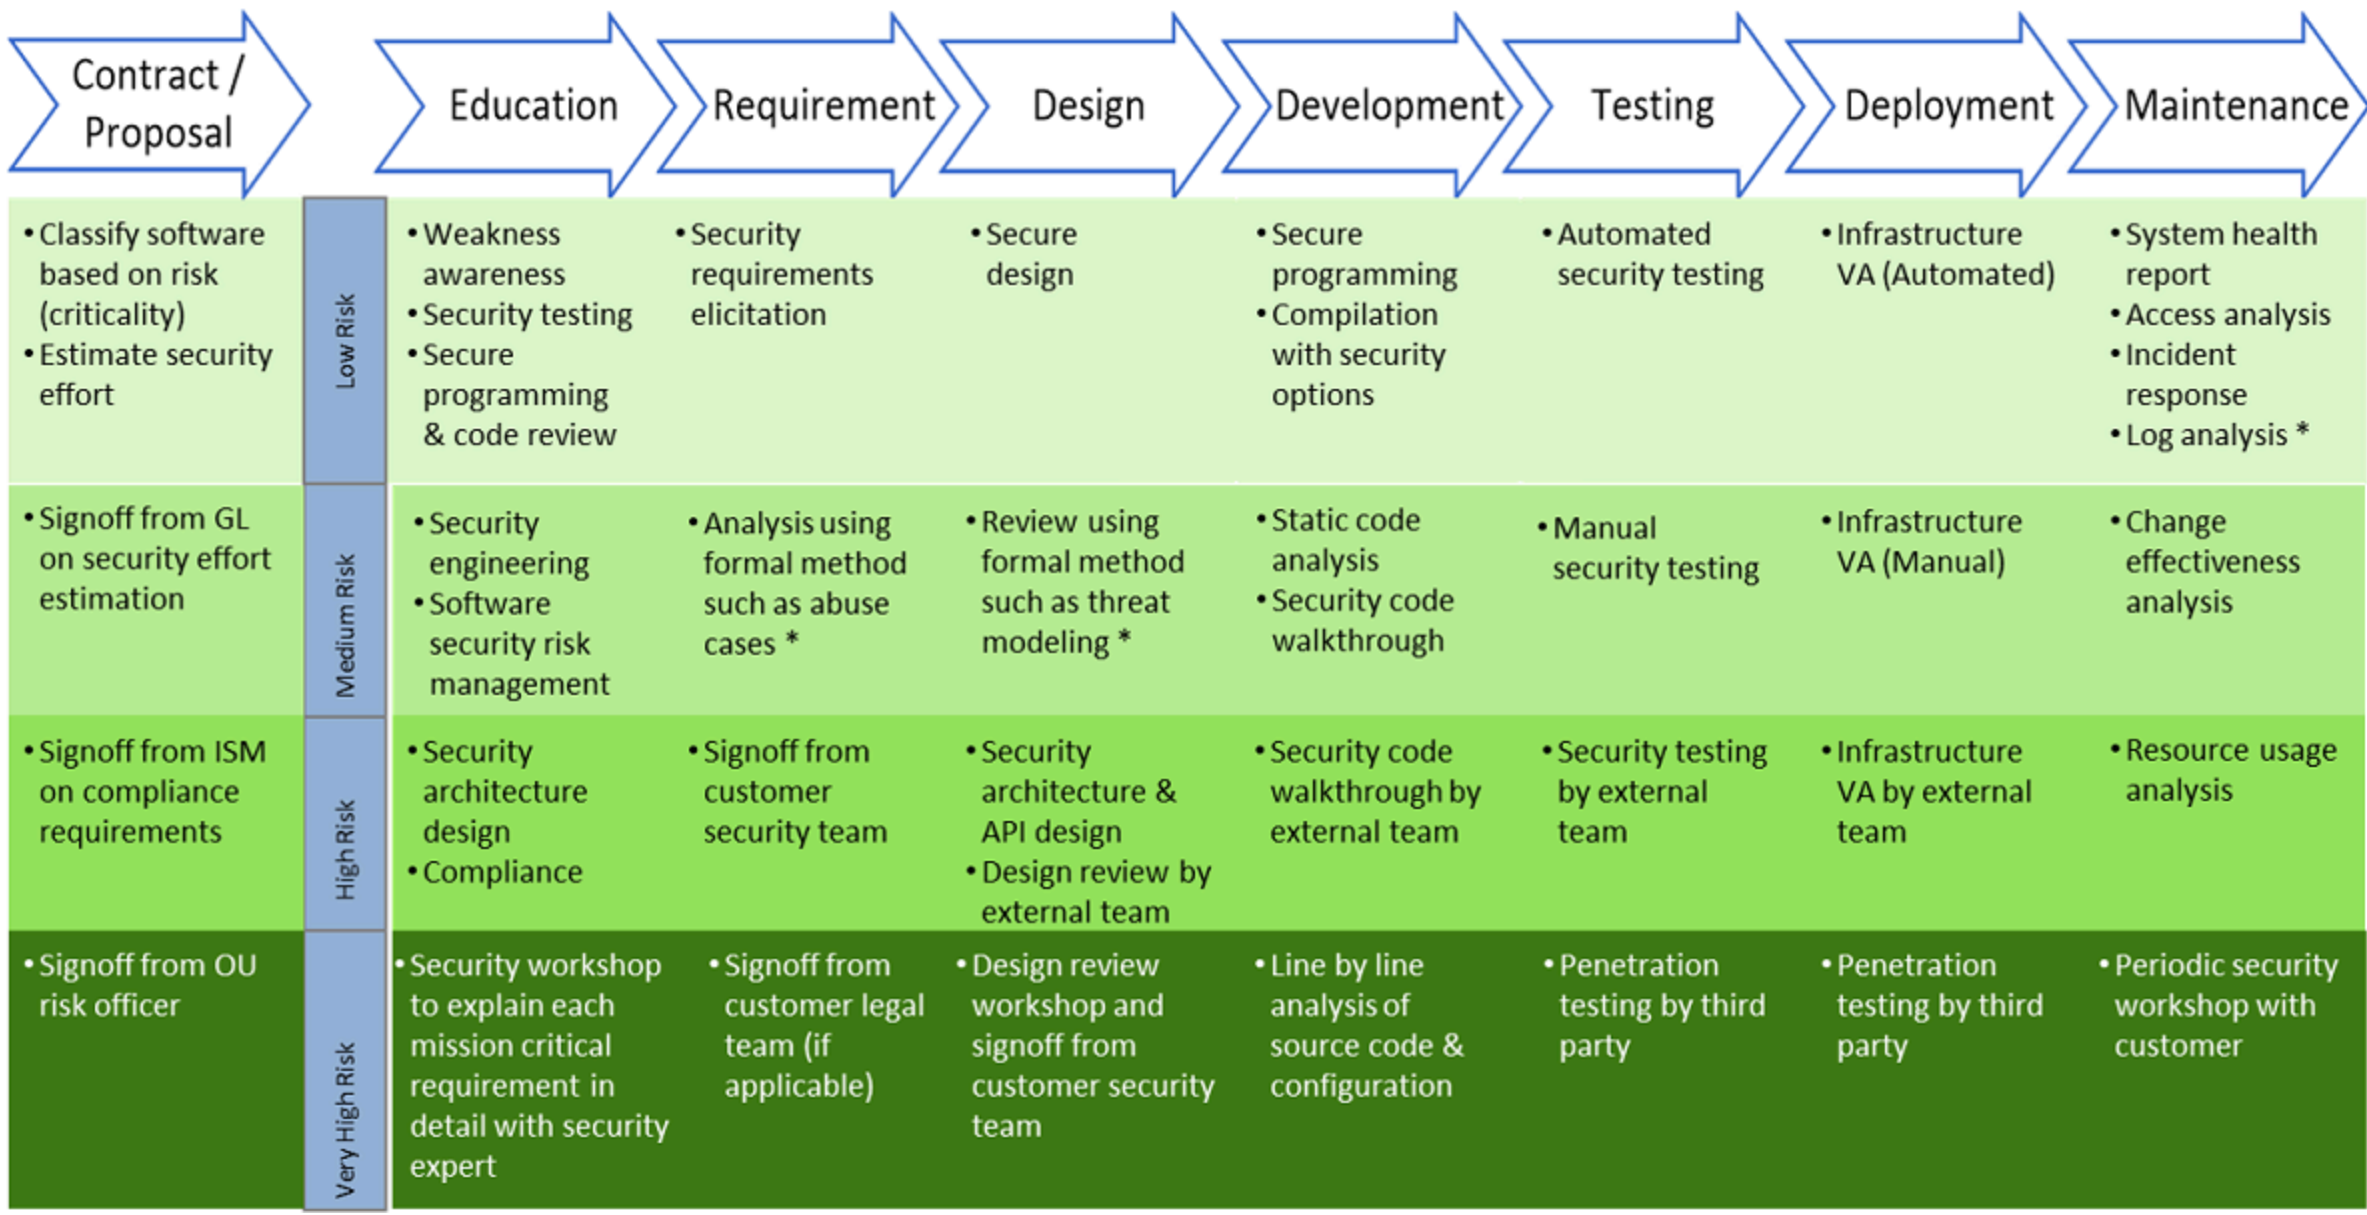 Contract /
Proposal
Education
Requirement
Design
Development
Testing
Deployment
Maintenance
• Classify software
based on risk
(criticality)
• Estimate security
effort
Low Risk
• Weakness
awareness
• Security testing
• Secure
programming
& code review
• Security
requirements
elicitation
• Secure
design
• Secure
programming
• Compilation
with security
options
• Automated
security testing
• Infrastructure
VA (Automated)
• System health
report
• Access analysis
• Incident
response
• Log analysis *
• Signoff from GL
on security effort
estimation
Medium Risk
• Security
engineering
• Software
security risk
management
• Analysis using
formal method
such as abuse
cases *
• Review using
formal method
such as threat
modeling *
• Static code
analysis
• Security code
walkthrough
• Manual
security testing
• Infrastructure
VA (Manual)
• Change
effectiveness
analysis
• Signoff from ISM
on compliance
requirements
High Risk
• Security
architecture
design
• Compliance
• Signoff from
customer
security team
• Security
architecture &
API design
• Design review by
external team
• Security code
walkthrough by
external team
• Security testing
by external
team
• Infrastructure
VA by external
team
• Resource usage
analysis
• Signoff from OU
risk officer
Very High Risk
• Security workshop
to explain each
mission critical
requirement in
detail with security
expert
• Signoff from
customer legal
team (if
applicable)
• Design review
workshop and
signoff from
customer security
team
• Line by line
analysis of
source code &
configuration
• Penetration
testing by third
party
• Penetration
testing by third
party
• Periodic security
workshop with
customer